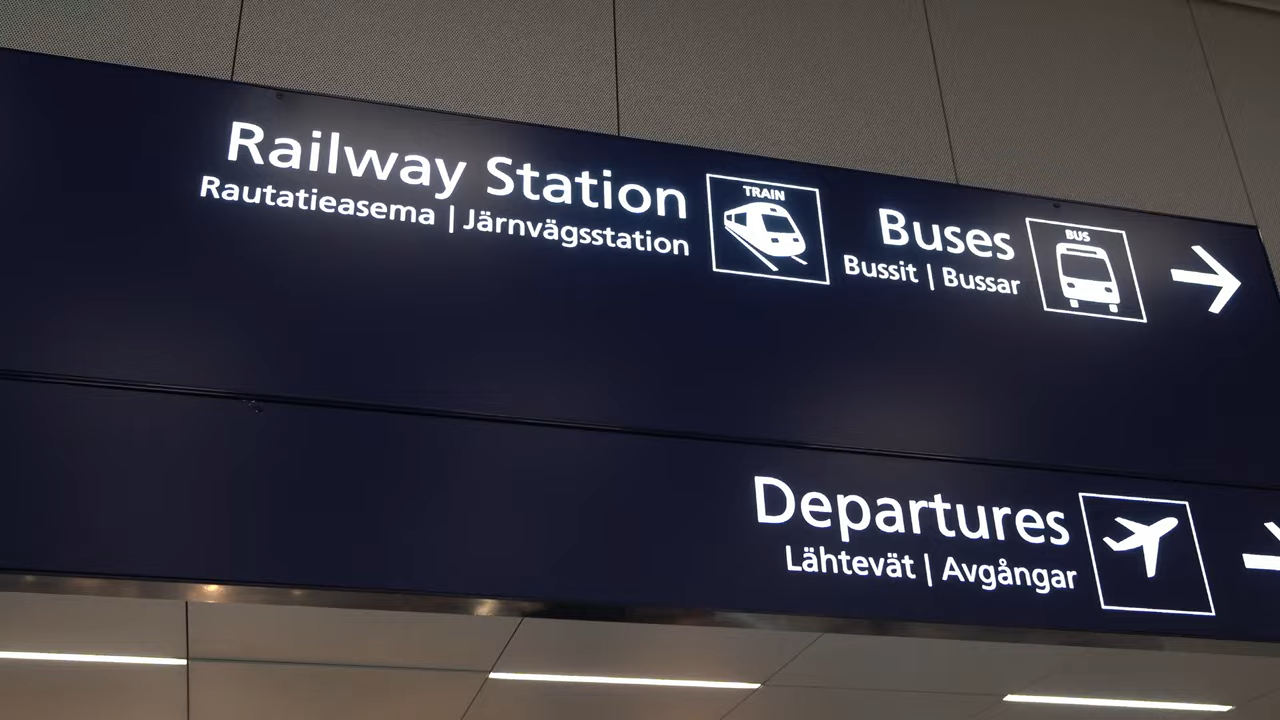 Railway Station
Rautatieasema | Järnvägsstation
TRAIN
Buses
Bussit | Bussar
BUS
Departures
Lähtevät | Avgångar